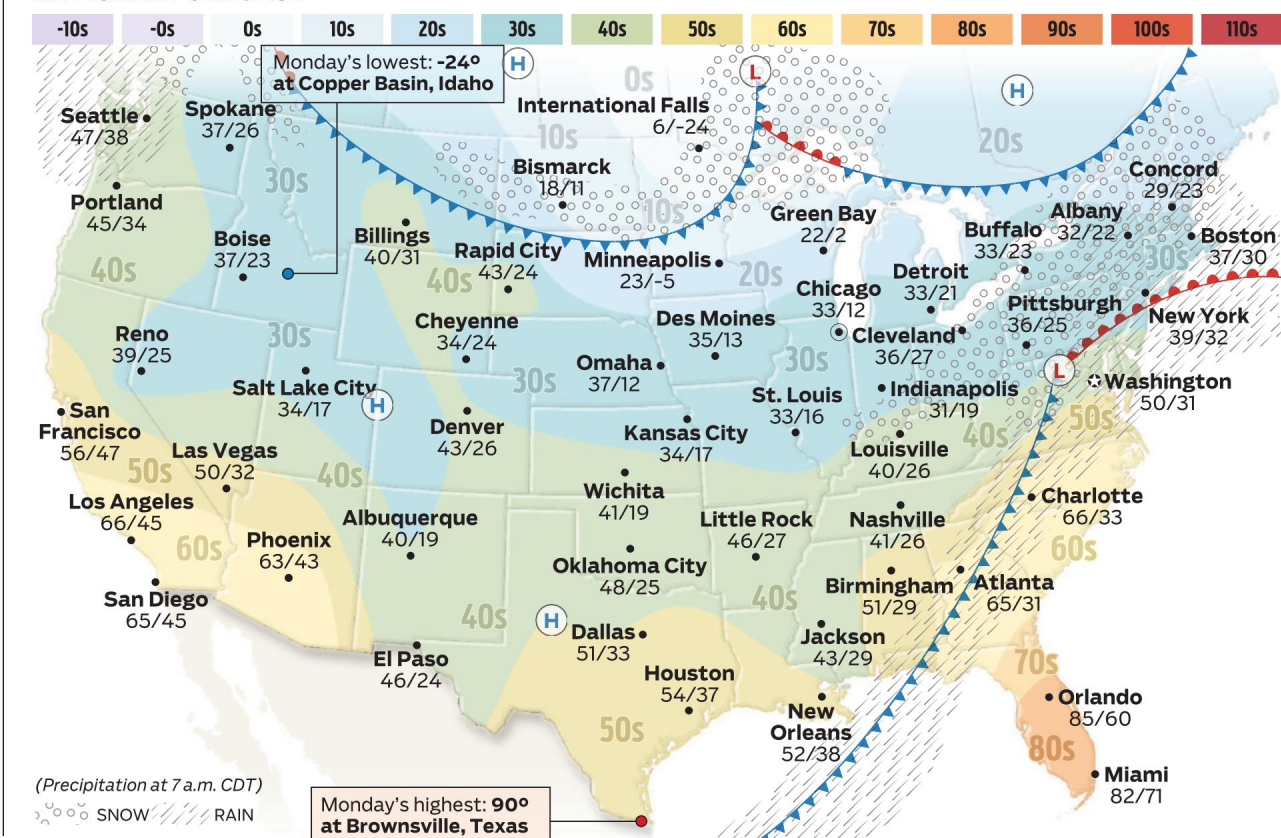 -10s -0s 0s 10s 20s 30s 40s 50s 60s 70s 80s 90s 100s 110s
Monday's lowest: -24º
at Copper Basin, Idaho
H
0s
L
H
Seattle
47/38
Spokane
37/26
International Falls
6/-24
10s
20s
Bismarck
18/11
10s
Concord
29/23
Portland
45/34
30s
Boise
37/23
Billings
40/31
Rapid City
43/24
Minneapolis
23/-5
Green Bay
22/2
Buffalo
33/23
Albany
32/22
Boston
37/30
30s
40s
40s
20s
Detroit
33/21
Chicago
33/12
Pittsburgh
36/25
New York
39/32
Reno
39/25
30s
Cheyenne
34/24
Des Moines
35/13
Cleveland
36/27
Omaha
37/12
30s
30s
L
Washington
50/31
Salt Lake City
34/17
H
St. Louis
33/16
Indianapolis
31/19
San
Francisco
56/47
Denver
43/26
Kansas City
34/17
Louisville
40/26
40s
50s
Las Vegas
50/32
50s
40s
Wichita
41/19
Los Angeles
66/45
Albuquerque
40/19
Little Rock
46/27
Nashville
41/26
Charlotte
66/33
60s
Phoenix
63/43
Oklahoma City
48/25
60s
San Diego
65/45
40s
H
40s
Birmingham
51/29
Atlanta
65/31
Dallas
51/33
Jackson
43/29
El Paso
46/24
Houston
54/37
70s
50s
New
Orleans
52/38
Orlando
85/60
80s
Miami
82/71
(Precipitation at 7 a.m. CDT)
SNOW RAIN
Monday's highest: 90º
at Brownsville, Texas